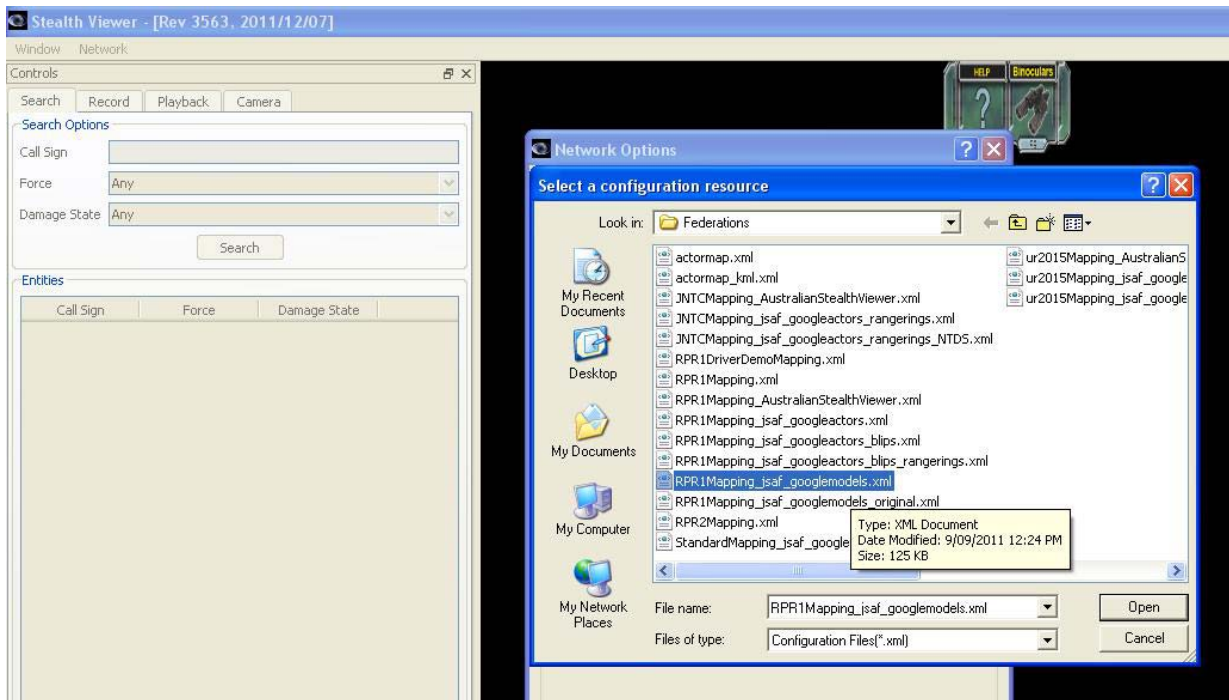 Stealth Viewer - [Rev 3563, 2011/12/07]
Window Network
Controls
Search Record Playback Camera
Search Options
Call Sign
Force Any
Damage State Any
Search
Entities
Call Sign Force Damage State
HELP Binoculars
?
Network Options
Select a configuration resource
Look in: Federations
My Recent
Documents
Desktop
My Documents
My Computer
My Network
Places
actormap.xml
actormap_kml.xml
JNTCMapping_AustralianStealthViewer.xml
JNTCMapping_jsaf_googleactors_rangerings.xml
JNTCMapping_jsaf_googleactors_rangerings_NTDS.xml
RPR1DriverDemoMapping.xml
RPR1Mapping.xml
RPR1Mapping_AustralianStealthViewer.xml
RPR1Mapping_jsaf_googleactors.xml
RPR1Mapping_jsaf_googleactors_blips.xml
RPR1Mapping_jsaf_googleactors_blips_rangerings.xml
RPR1Mapping_jsaf_googlemodels.xml
RPR1Mapping_jsaf_googlemodels_original.xml
RPR2Mapping.xml
StandardMapping_jsaf_google
ur2015Mapping_AustralianS
ur2015Mapping_jsaf_google
ur2015Mapping_jsaf_google
Type: XML Document
Date Modified: 9/09/2011 12:24 PM
Size: 125 KB
File name: RPR1Mapping_jsaf_googlemodels.xml Open
Files of type: Configuration Files(*.xml) Cancel